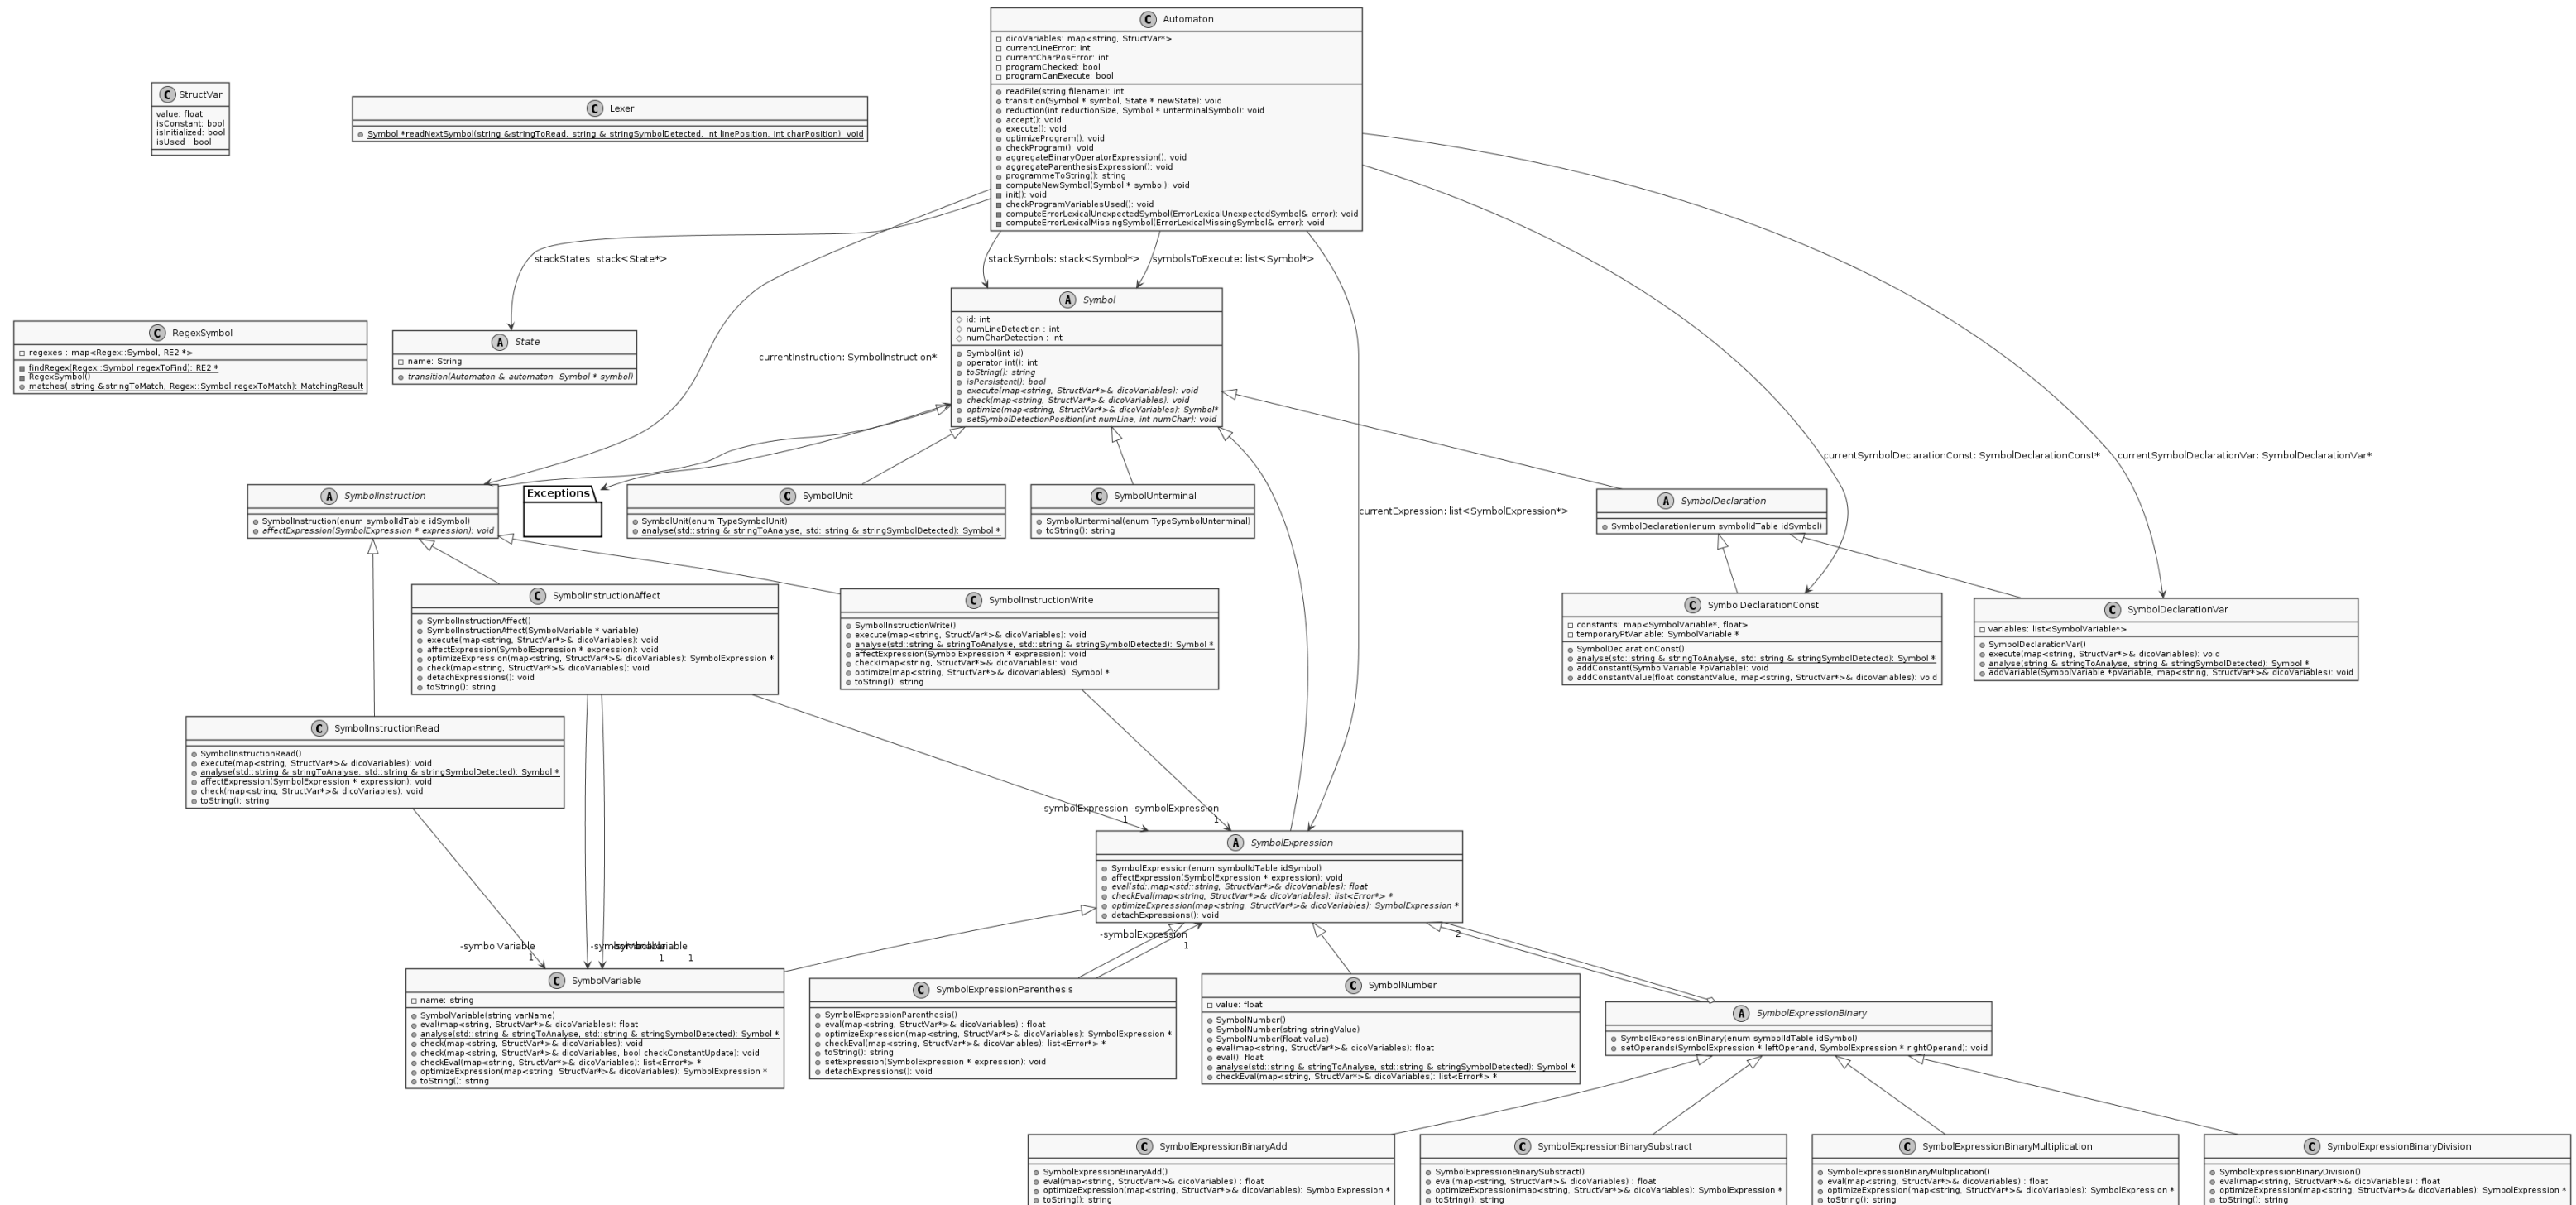 C Automaton
dicoVariables: map<string, StructVar*>
currentLineError: int
currentCharPosError: int
programChecked: bool
programCanExecute: bool
readFile(string filename): int
transition(Symbol * symbol, State * newState): void
reduction(int reductionSize, Symbol * unterminalSymbol): void
accept(): void
execute(): void
optimizeProgram(): void
checkProgram(): void
aggregateBinaryOperatorExpression(): void
aggregateParenthesisExpression(): void
programmeToString(): string
computeNewSymbol(Symbol * symbol): void
init(): void
checkProgramVariablesUsed(): void
computeErrorLexicalUnexpectedSymbol(ErrorLexicalUnexpectedSymbol& error): void
computeErrorLexicalMissingSymbol(ErrorLexicalMissingSymbol& error): void
C StructVar
value: float
isConstant: bool
isInitialized: bool
isUsed : bool
C Lexer
Symbol *readNextSymbol(string &stringToRead, string & stringSymbolDetected, int linePosition, int charPosition): void
stackStates: stack<State*>
stackSymbols: stack<Symbol*>
symbolsToExecute: list<Symbol*>
C RegexSymbol
regexes : map<Regex::Symbol, RE2 *>
findRegex(Regex::Symbol regexToFind): RE2 *
RegexSymbol()
matches( string &stringToMatch, Regex::Symbol regexToMatch): MatchingResult
A State
name: String
transition(Automaton & automaton, Symbol * symbol)
currentInstruction: SymbolInstruction*
A Symbol
id: int
numLineDetection : int
numCharDetection : int
Symbol(int id)
operator int(): int
toString(): string
isPersistent(): bool
execute(map<string, StructVar*>& dicoVariables): void
check(map<string, StructVar*>& dicoVariables): void
optimize(map<string, StructVar*>& dicoVariables): Symbol*
setSymbolDetectionPosition(int numLine, int numChar): void
currentSymbolDeclarationConst: SymbolDeclarationConst*
currentSymbolDeclarationVar: SymbolDeclarationVar*
currentExpression: list<SymbolExpression*>
A SymbolInstruction
SymbolInstruction(enum symbolIdTable idSymbol)
affectExpression(SymbolExpression * expression): void
Exceptions
C SymbolUnit
SymbolUnit(enum TypeSymbolUnit)
analyse(std::string & stringToAnalyse, std::string & stringSymbolDetected): Symbol *
C SymbolUnterminal
SymbolUnterminal(enum TypeSymbolUnterminal)
toString(): string
A SymbolDeclaration
SymbolDeclaration(enum symbolIdTable idSymbol)
C SymbolInstructionAffect
SymbolInstructionAffect()
SymbolInstructionAffect(SymbolVariable * variable)
execute(map<string, StructVar*>& dicoVariables): void
affectExpression(SymbolExpression * expression): void
optimizeExpression(map<string, StructVar*>& dicoVariables): SymbolExpression *
check(map<string, StructVar*>& dicoVariables): void
detachExpressions(): void
toString(): string
C SymbolInstructionWrite
SymbolInstructionWrite()
execute(map<string, StructVar*>& dicoVariables): void
analyse(std::string & stringToAnalyse, std::string & stringSymbolDetected): Symbol *
affectExpression(SymbolExpression * expression): void
check(map<string, StructVar*>& dicoVariables): void
optimize(map<string, StructVar*>& dicoVariables): Symbol *
toString(): string
C SymbolDeclarationConst
constants: map<SymbolVariable*, float>
temporaryPtVariable: SymbolVariable *
SymbolDeclarationConst()
analyse(std::string & stringToAnalyse, std::string & stringSymbolDetected): Symbol *
addConstant(SymbolVariable *pVariable): void
addConstantValue(float constantValue, map<string, StructVar*>& dicoVariables): void
C SymbolDeclarationVar
variables: list<SymbolVariable*>
SymbolDeclarationVar()
execute(map<string, StructVar*>& dicoVariables): void
analyse(string & stringToAnalyse, string & stringSymbolDetected): Symbol *
addVariable(SymbolVariable *pVariable, map<string, StructVar*>& dicoVariables): void
C SymbolInstructionRead
SymbolInstructionRead()
execute(map<string, StructVar*>& dicoVariables): void
analyse(std::string & stringToAnalyse, std::string & stringSymbolDetected): Symbol *
affectExpression(SymbolExpression * expression): void
check(map<string, StructVar*>& dicoVariables): void
toString(): string
-symbolExpression
1
-symbolExpression
1
A SymbolExpression
SymbolExpression(enum symbolIdTable idSymbol)
affectExpression(SymbolExpression * expression): void
eval(std::map<std::string, StructVar*>& dicoVariables): float
checkEval(map<string, StructVar*>& dicoVariables): list<Error*> *
optimizeExpression(map<string, StructVar*>& dicoVariables): SymbolExpression *
detachExpressions(): void
-symbolVariable
1
1
1
-symbolExpression
1
2
C SymbolVariable
name: string
SymbolVariable(string varName)
eval(map<string, StructVar*>& dicoVariables): float
analyse(std::string & stringToAnalyse, std::string & stringSymbolDetected): Symbol *
check(map<string, StructVar*>& dicoVariables): void
check(map<string, StructVar*>& dicoVariables, bool checkConstantUpdate): void
checkEval(map<string, StructVar*>& dicoVariables): list<Error*> *
optimizeExpression(map<string, StructVar*>& dicoVariables): SymbolExpression *
toString(): string
C SymbolExpressionParenthesis
SymbolExpressionParenthesis()
eval(map<string, StructVar*>& dicoVariables) : float
optimizeExpression(map<string, StructVar*>& dicoVariables): SymbolExpression *
checkEval(map<string, StructVar*>& dicoVariables): list<Error*> *
toString(): string
setExpression(SymbolExpression * expression): void
detachExpressions(): void
C SymbolNumber
value: float
SymbolNumber()
SymbolNumber(string stringValue)
SymbolNumber(float value)
eval(map<string, StructVar*>& dicoVariables): float
eval(): float
analyse(std::string & stringToAnalyse, std::string & stringSymbolDetected): Symbol *
checkEval(map<string, StructVar*>& dicoVariables): list<Error*> *
A SymbolExpressionBinary
SymbolExpressionBinary(enum symbolIdTable idSymbol)
setOperands(SymbolExpression * leftOperand, SymbolExpression * rightOperand): void
C SymbolExpressionBinaryAdd
SymbolExpressionBinaryAdd()
eval(map<string, StructVar*>& dicoVariables) : float
optimizeExpression(map<string, StructVar*>& dicoVariables): SymbolExpression *
toString(): string
C SymbolExpressionBinarySubstract
SymbolExpressionBinarySubstract()
eval(map<string, StructVar*>& dicoVariables) : float
optimizeExpression(map<string, StructVar*>& dicoVariables): SymbolExpression *
toString(): string
C SymbolExpressionBinaryMultiplication
SymbolExpressionBinaryMultiplication()
eval(map<string, StructVar*>& dicoVariables) : float
optimizeExpression(map<string, StructVar*>& dicoVariables): SymbolExpression *
toString(): string
C SymbolExpressionBinaryDivision
SymbolExpressionBinaryDivision()
eval(map<string, StructVar*>& dicoVariables) : float
optimizeExpression(map<string, StructVar*>& dicoVariables): SymbolExpression *
toString(): string